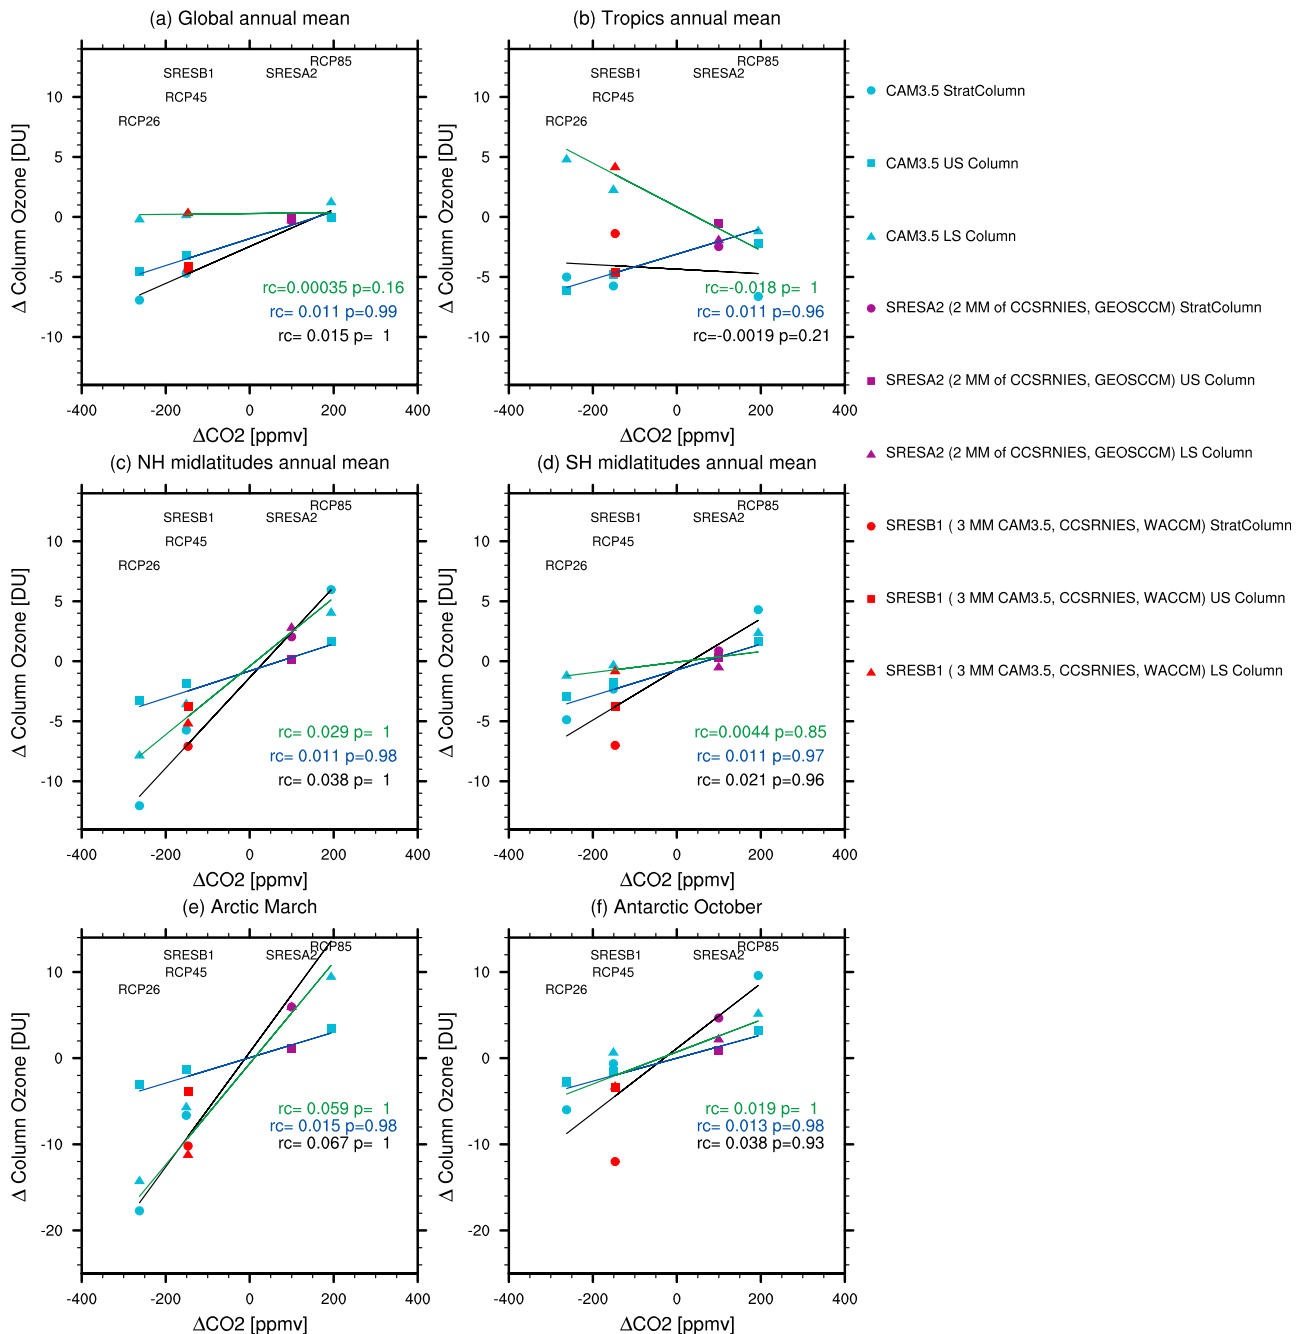 (a) Global annual mean
Δ Column Ozone [DU]
10
5
0
-5
-10
RCP85
SRESB1
SRESA2
RCP45
RCP26
rc=0.00035 p=0.16
rc= 0.011 p=0.99
rc= 0.015 p= 1
-400
-200
0
200
400
ΔCO2 [ppmv]
(b) Tropics annual mean
Δ Column Ozone [DU]
10
5
0
-5
-10
RCP85
SRESB1
SRESA2
RCP45
RCP26
rc=-0.018 p= 1
rc= 0.011 p=0.96
rc=-0.0019 p=0.21
-400
-200
0
200
400
ΔCO2 [ppmv]
CAM3.5 StratColumn
CAM3.5 US Column
CAM3.5 LS Column
SRESA2 (2 MM of CCSRNIES, GEOSCCM) StratColumn
SRESA2 (2 MM of CCSRNIES, GEOSCCM) US Column
SRESA2 (2 MM of CCSRNIES, GEOSCCM) LS Column
SRESB1 ( 3 MM CAM3.5, CCSRNIES, WACCM) StratColumn
SRESB1 ( 3 MM CAM3.5, CCSRNIES, WACCM) US Column
SRESB1 ( 3 MM CAM3.5, CCSRNIES, WACCM) LS Column
(c) NH midlatitudes annual mean
Δ Column Ozone [DU]
10
5
0
-5
-10
RCP85
SRESB1
SRESA2
RCP45
RCP26
rc= 0.029 p= 1
rc= 0.011 p=0.98
rc= 0.038 p= 1
-400
-200
0
200
400
ΔCO2 [ppmv]
(d) SH midlatitudes annual mean
Δ Column Ozone [DU]
10
5
0
-5
-10
RCP85
SRESB1
SRESA2
RCP45
RCP26
rc=0.0044 p=0.85
rc= 0.011 p=0.97
rc= 0.021 p=0.96
-400
-200
0
200
400
ΔCO2 [ppmv]
(e) Arctic March
Δ Column Ozone [DU]
10
0
-10
-20
RCP85
SRESB1
SRESA2
RCP45
RCP26
rc= 0.059 p= 1
rc= 0.015 p=0.98
rc= 0.067 p= 1
-400
-200
0
200
400
ΔCO2 [ppmv]
(f) Antarctic October
Δ Column Ozone [DU]
10
0
-10
-20
RCP85
SRESB1
SRESA2
RCP45
RCP26
rc= 0.019 p= 1
rc= 0.013 p=0.98
rc= 0.038 p=0.93
-400
-200
0
200
400
ΔCO2 [ppmv]